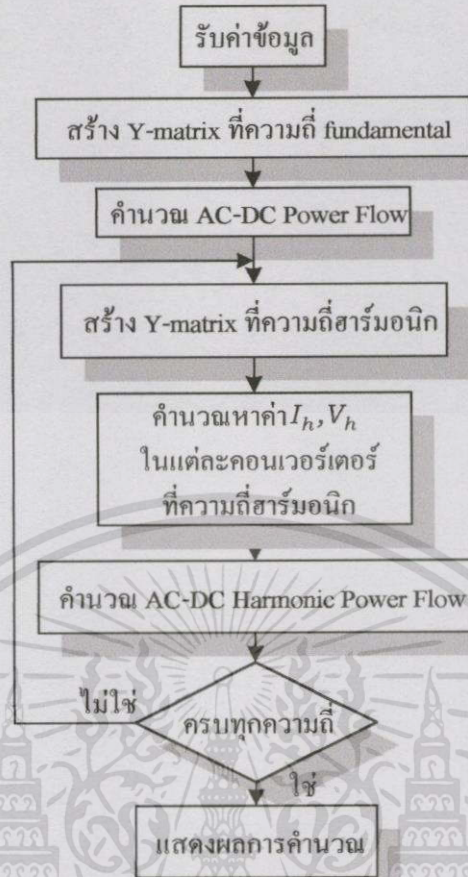 รับค่าข้อมูล
สร้าง Y-matrix ที่ความถี่ fundamental
คำนวณ AC-DC Power Flow
สร้าง Y-matrix ที่ความถี่ฮาร์มอนิก
คำนวณหาค่า I_h, V_h
ในแต่ละคอนเวอร์เตอร์
ที่ความถี่ฮาร์มอนิก
คำนวณ AC-DC Harmonic Power Flow
ไม่ใช่
ครบทุกความถี่
ใช่
แสดงผลการคำนวณ